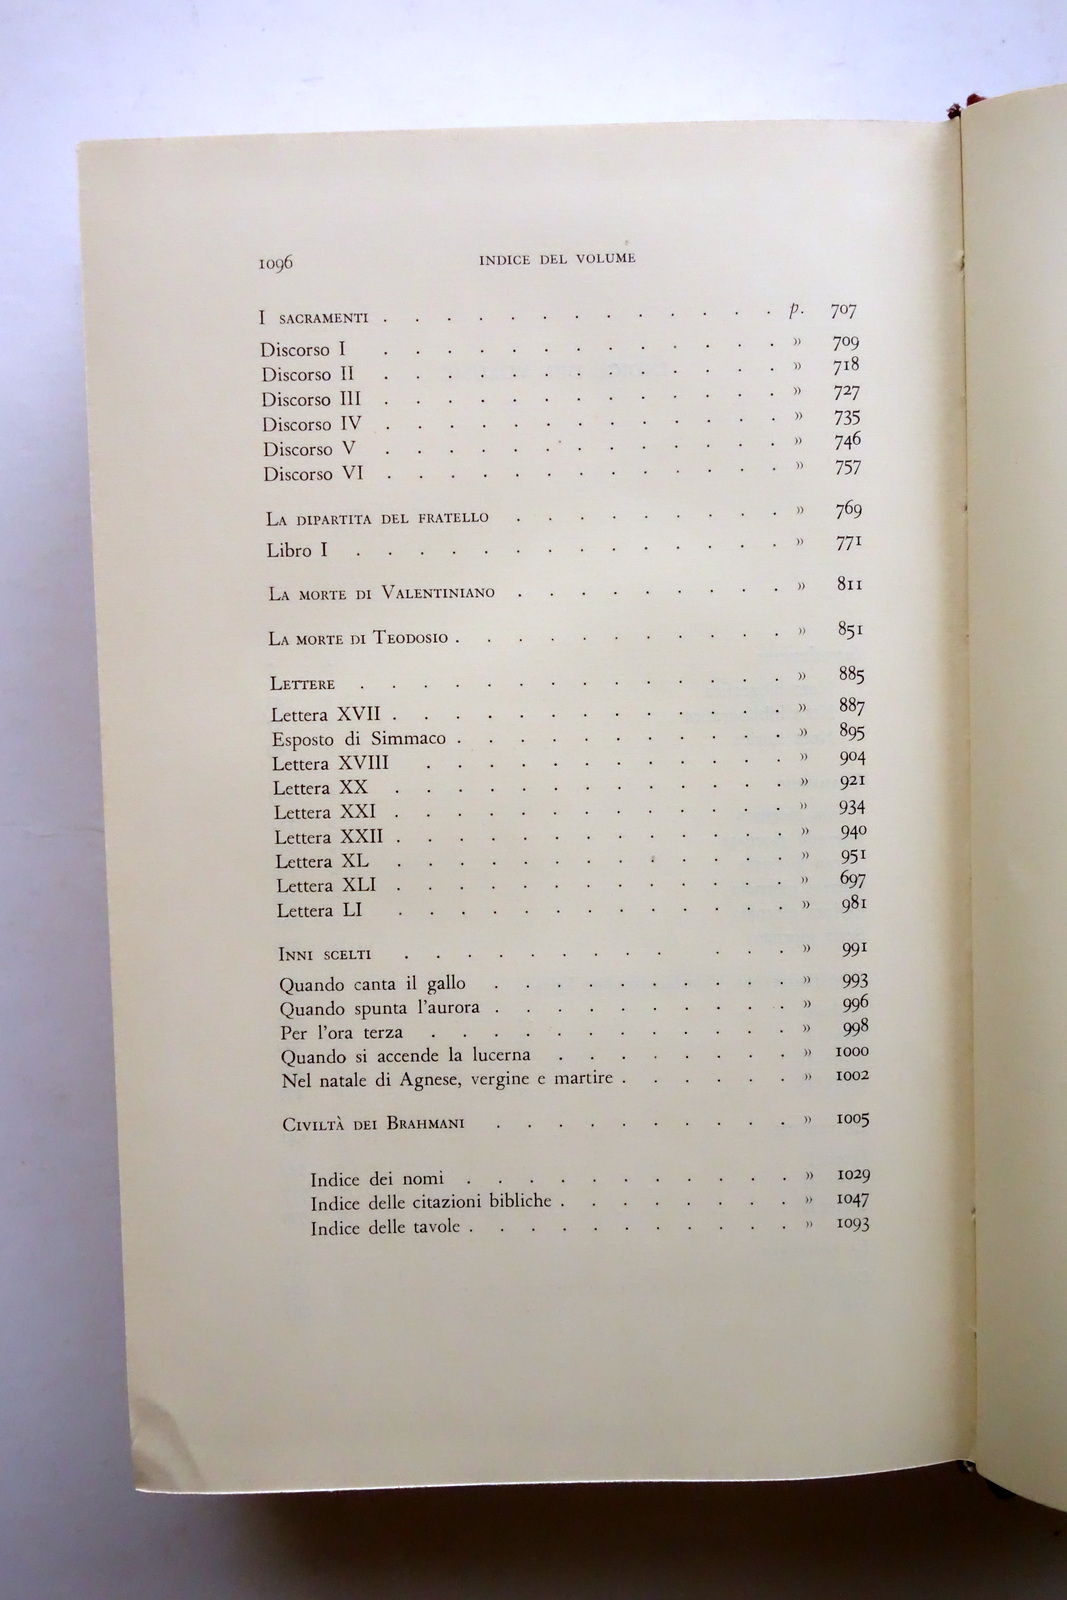 1096 INDICE DEL VOLUME
I SACRAMENTI . . . . . . . . . . . . . p. 707
Discorso I . . . . . . . . . . . . . » 709
Discorso II . . . . . . . . . . . . . » 718
Discorso III . . . . . . . . . . . . . » 727
Discorso IV . . . . . . . . . . . . . » 735
Discorso V . . . . . . . . . . . . . » 746
Discorso VI . . . . . . . . . . . . . » 757
LA DIPARTITA DEL FRATELLO . . . . . . . . . » 769
Libro I . . . . . . . . . . . . . . » 771
LA MORTE DI VALENTINIANO . . . . . . . . . » 811
LA MORTE DI TEODOSIO . . . . . . . . . . . » 851
LETTERE . . . . . . . . . . . . . . » 885
Lettera XVII . . . . . . . . . . . . . » 887
Esposto di Simmaco . . . . . . . . . . . » 895
Lettera XVIII . . . . . . . . . . . . » 904
Lettera XX . . . . . . . . . . . . . » 921
Lettera XXI . . . . . . . . . . . . . » 934
Lettera XXII . . . . . . . . . . . . . » 940
Lettera XL . . . . . . . . . . . . . » 951
Lettera XLI . . . . . . . . . . . . . » 697
Lettera LI . . . . . . . . . . . . . » 981
INNI SCELTI . . . . . . . . . . . . » 991
Quando canta il gallo . . . . . . . . . . » 993
Quando spunta l'aurora . . . . . . . . . . » 996
Per l'ora terza . . . . . . . . . . . . » 998
Quando si accende la lucerna . . . . . . . . » 1000
Nel natale di Agnese, vergine e martire . . . . . . » 1002
CIVILTÀ DEI BRAHMANI . . . . . . . . . . » 1005
Indice dei nomi . . . . . . . . . . . » 1029
Indice delle citazioni bibliche . . . . . . . . » 1047
Indice delle tavole . . . . . . . . . . . » 1093